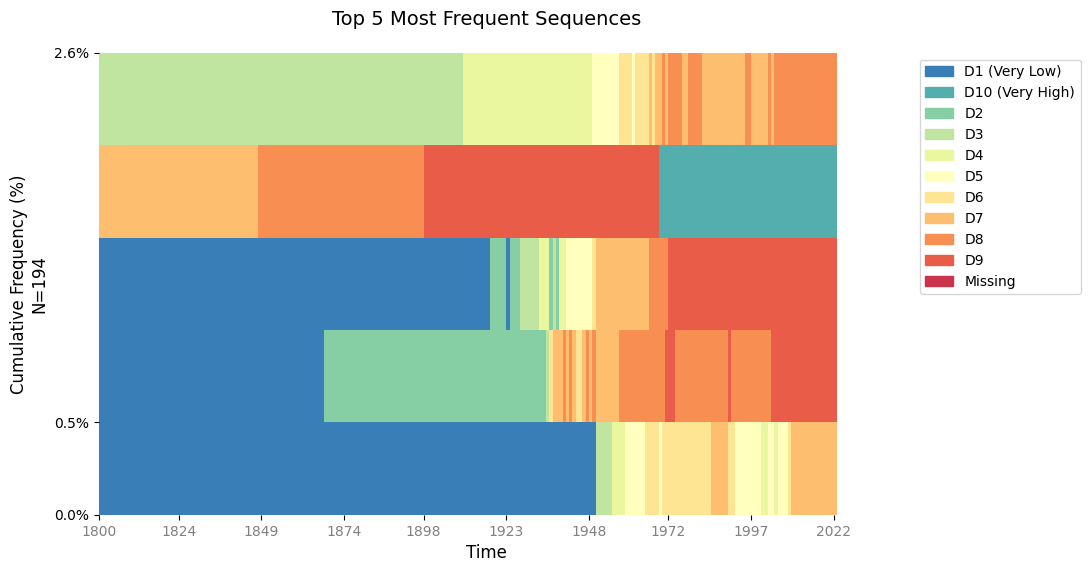 Top 5 Most Frequent Sequences
2.6%
0.5%
0.0%
Cumulative Frequency (%)
N=194
1800 1824 1849 1874 1898 1923 1948 1972 1997 2022
Time
D1 (Very Low)
D10 (Very High)
D2
D3
D4
D5
D6
D7
D8
D9
Missing